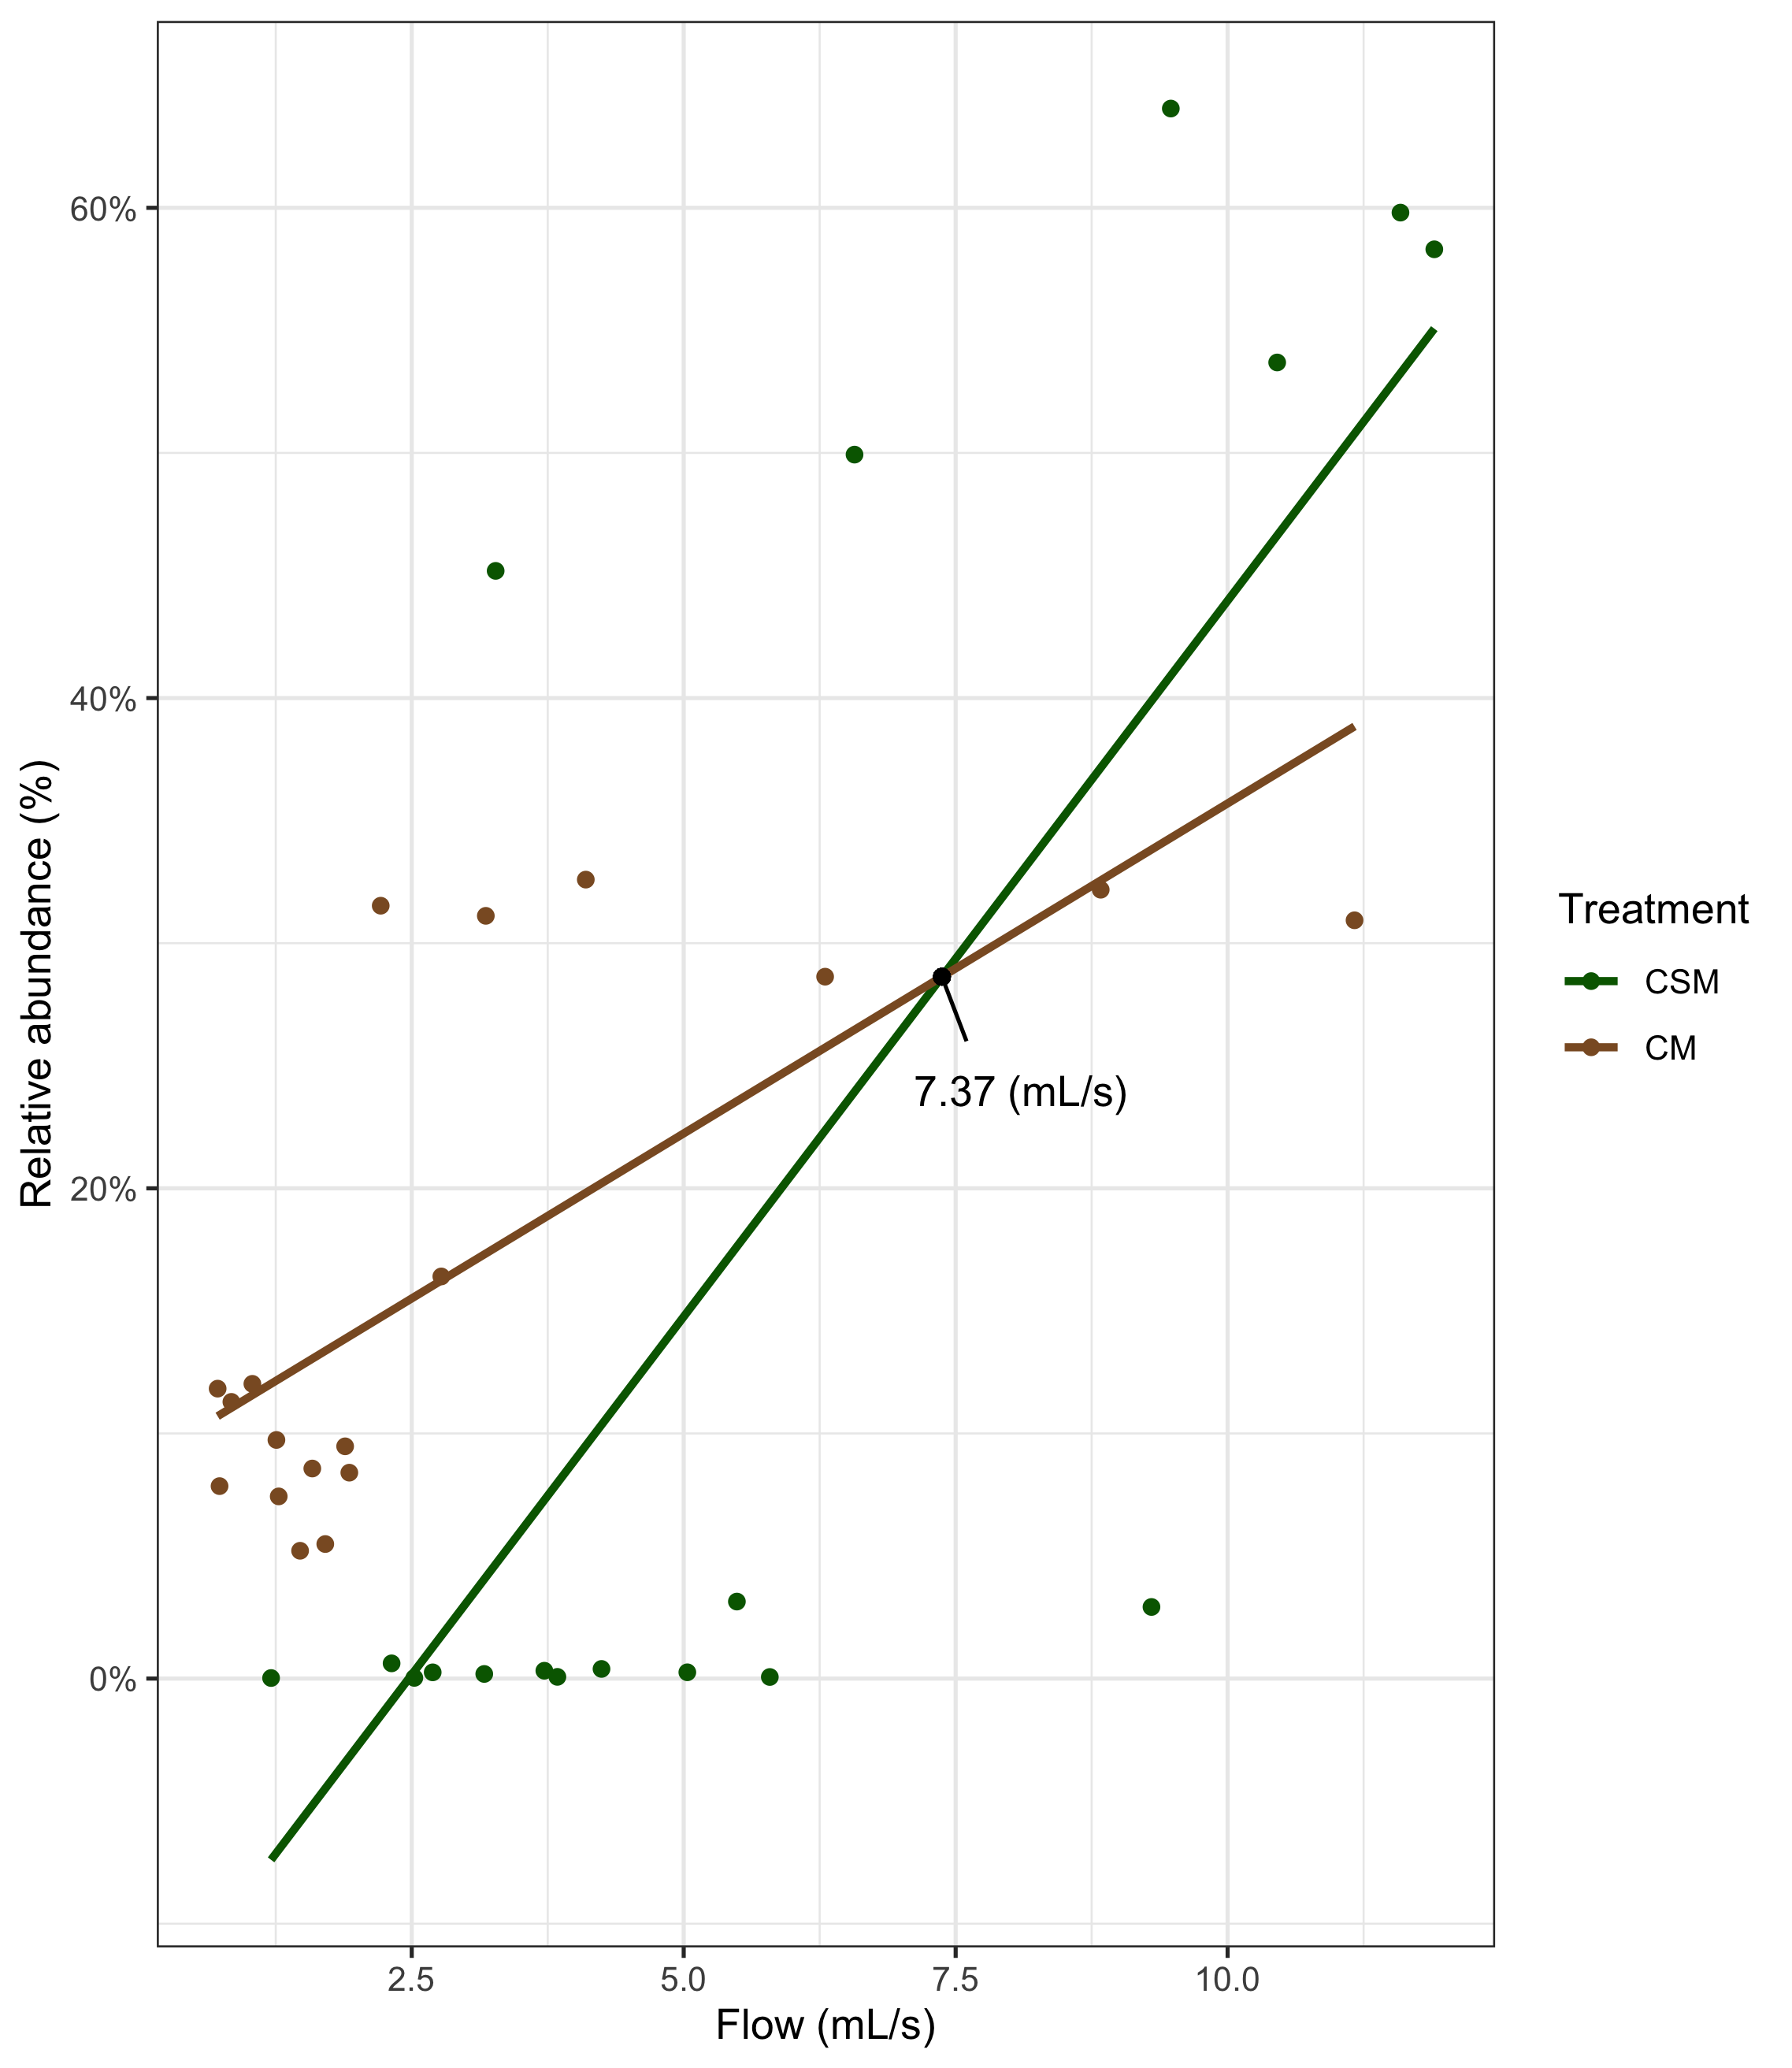 Relative abundance (%)
60%
40%
20%
0%
7.37 (mL/s)
2.5 5.0 7.5 10.0
Flow (mL/s)
Treatment
CSM
CM